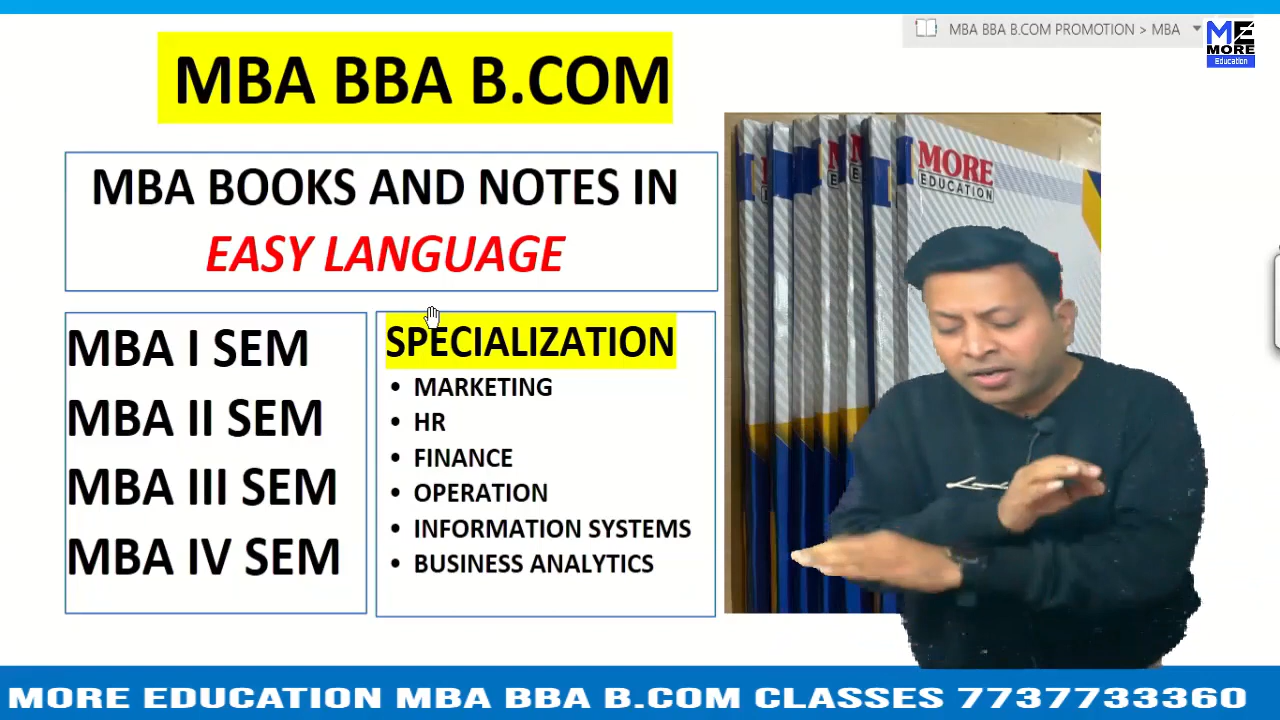 MBA BBA B.COM PROMOTION > MBA
ME
MORE
Education
MBA BBA B.COM
MBA BOOKS AND NOTES IN
EASY LANGUAGE
MBA I SEM
MBA II SEM
MBA III SEM
MBA IV SEM
SPECIALIZATION
• MARKETING
• HR
• FINANCE
• OPERATION
• INFORMATION SYSTEMS
• BUSINESS ANALYTICS
MORE
EDUCATION
MORE EDUCATION MBA BBA B.COM CLASSES 7737733360